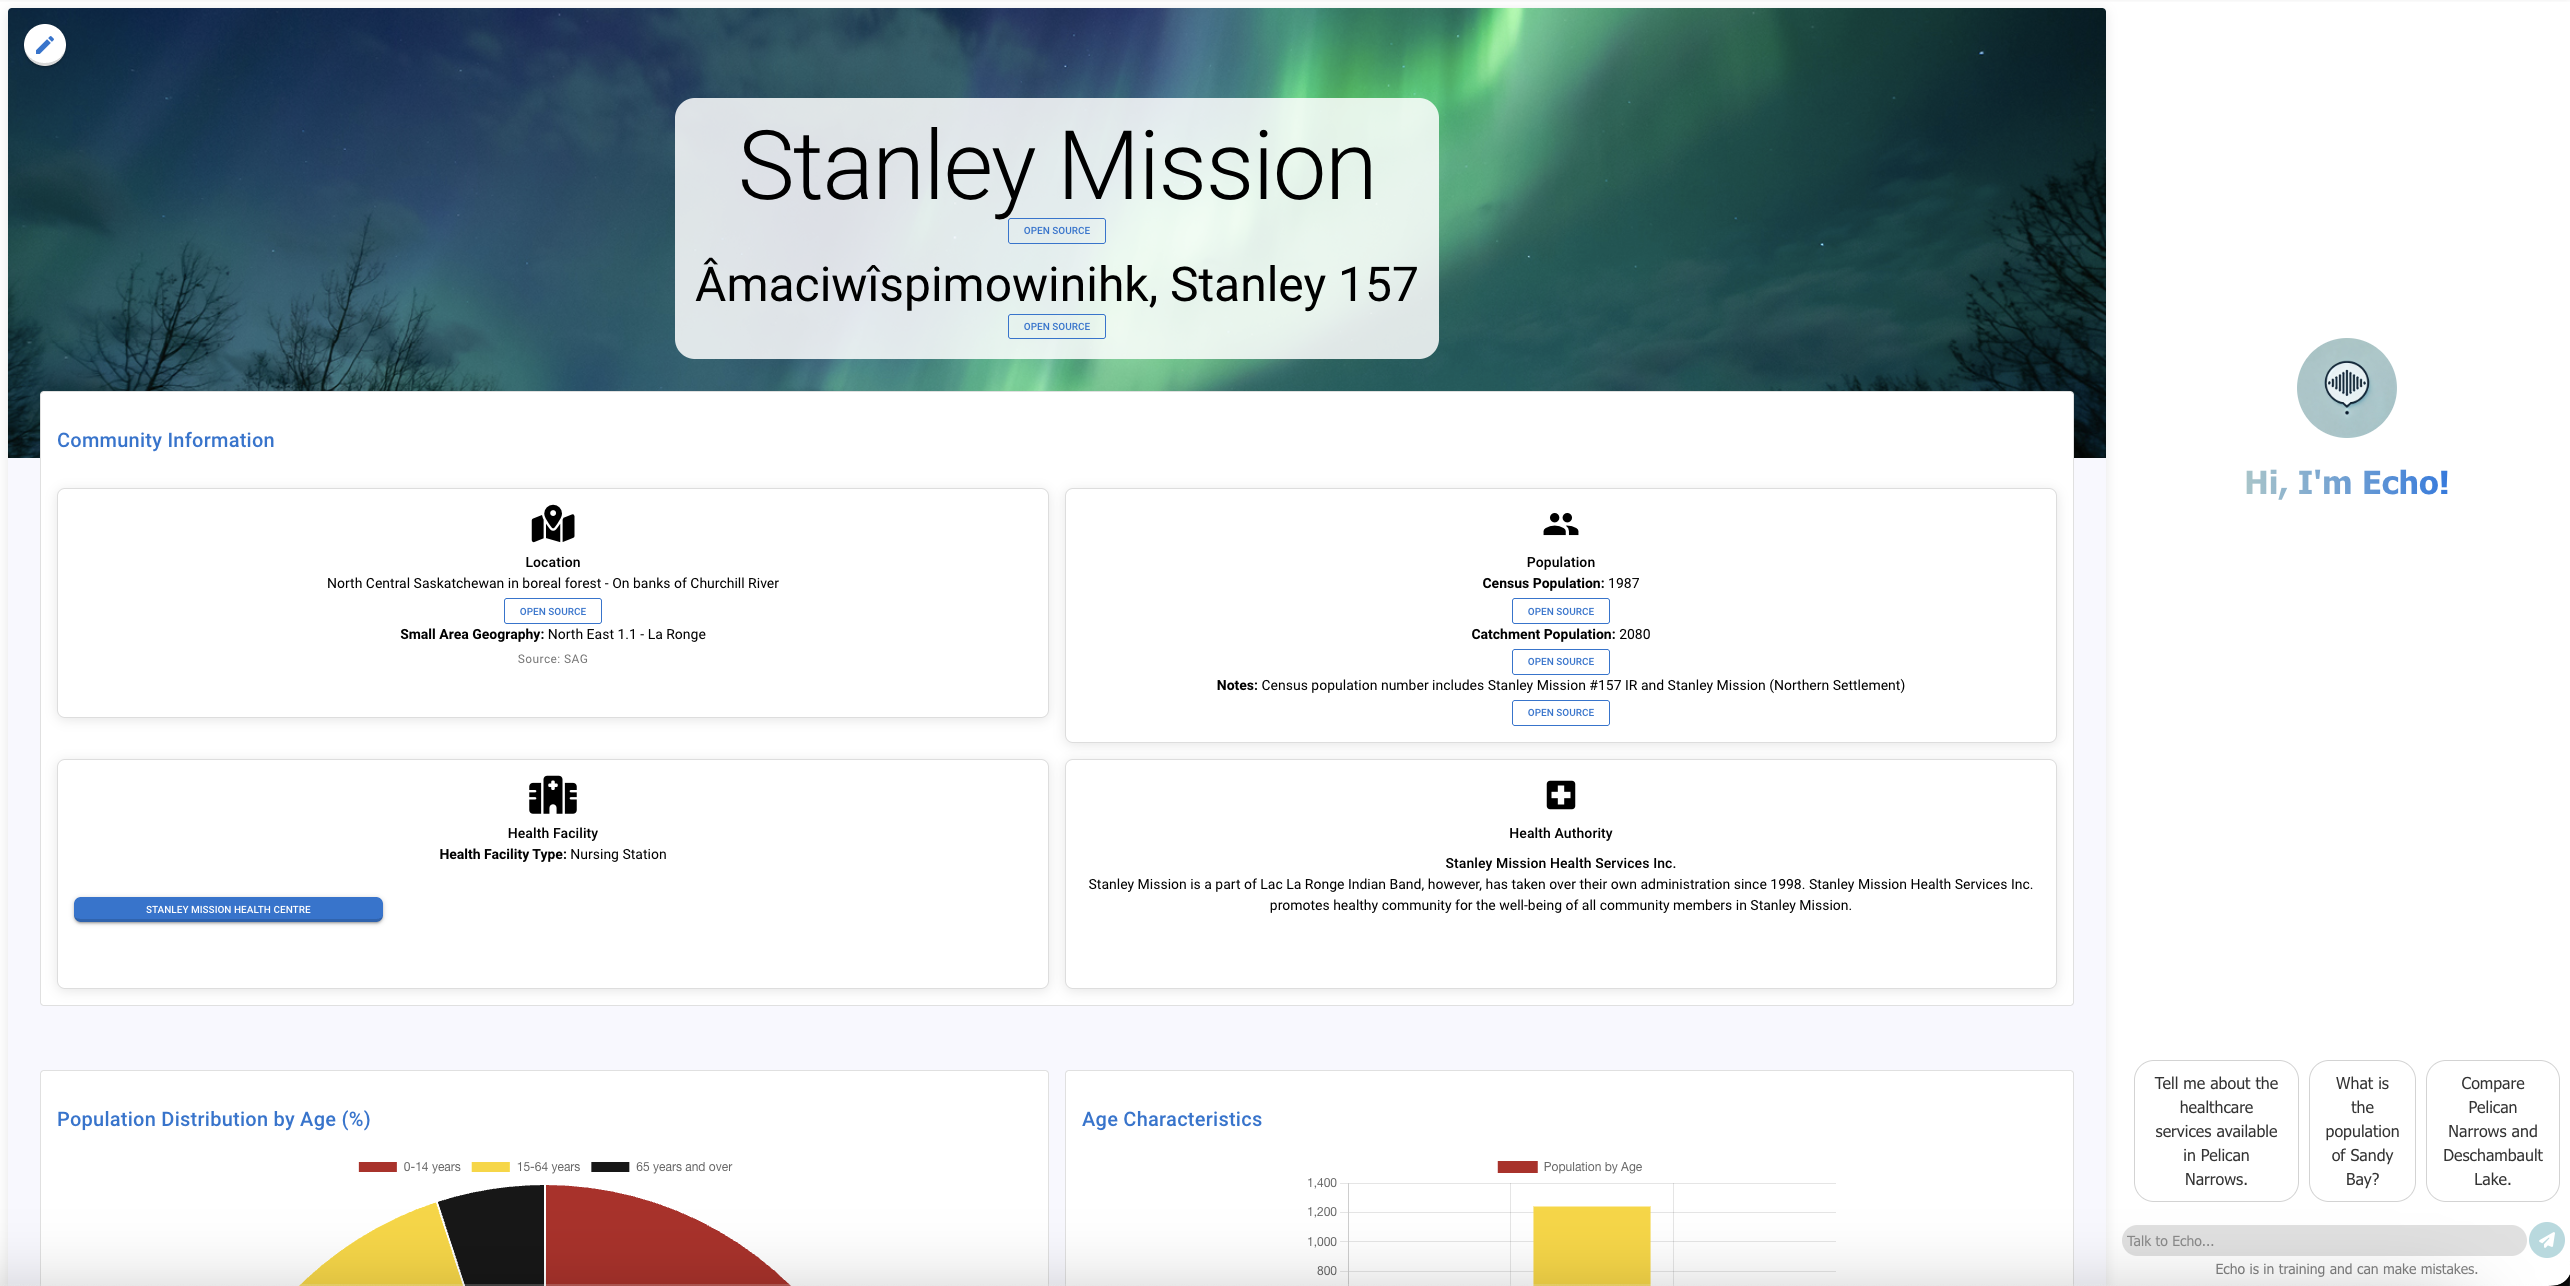 Stanley Mission
OPEN SOURCE
Âmaciwîspimowinihk, Stanley 157
OPEN SOURCE
Community Information
Location
North Central Saskatchewan in boreal forest - On banks of Churchill River
OPEN SOURCE
Small Area Geography: North East 1.1 - La Ronge
Source: SAG
Population
Census Population: 1987
OPEN SOURCE
Catchment Population: 2080
OPEN SOURCE
Notes: Census population number includes Stanley Mission #157 IR and Stanley Mission (Northern Settlement)
OPEN SOURCE
Health Facility
Health Facility Type: Nursing Station
STANLEY MISSION HEALTH CENTRE
Health Authority
Stanley Mission Health Services Inc.
Stanley Mission is a part of Lac La Ronge Indian Band, however, has taken over their own administration since 1998. Stanley Mission Health Services Inc.
promotes healthy community for the well-being of all community members in Stanley Mission.
Population Distribution by Age (%)
0-14 years 15-64 years 65 years and over
Age Characteristics
Population by Age
1,400
1,200
1,000
800
Hi, I'm Echo!
Tell me about the
healthcare
services available
in Pelican
Narrows.
What is
the
population
of Sandy
Bay?
Compare
Pelican
Narrows and
Deschambault
Lake.
Talk to Echo...
Echo is in training and can make mistakes.